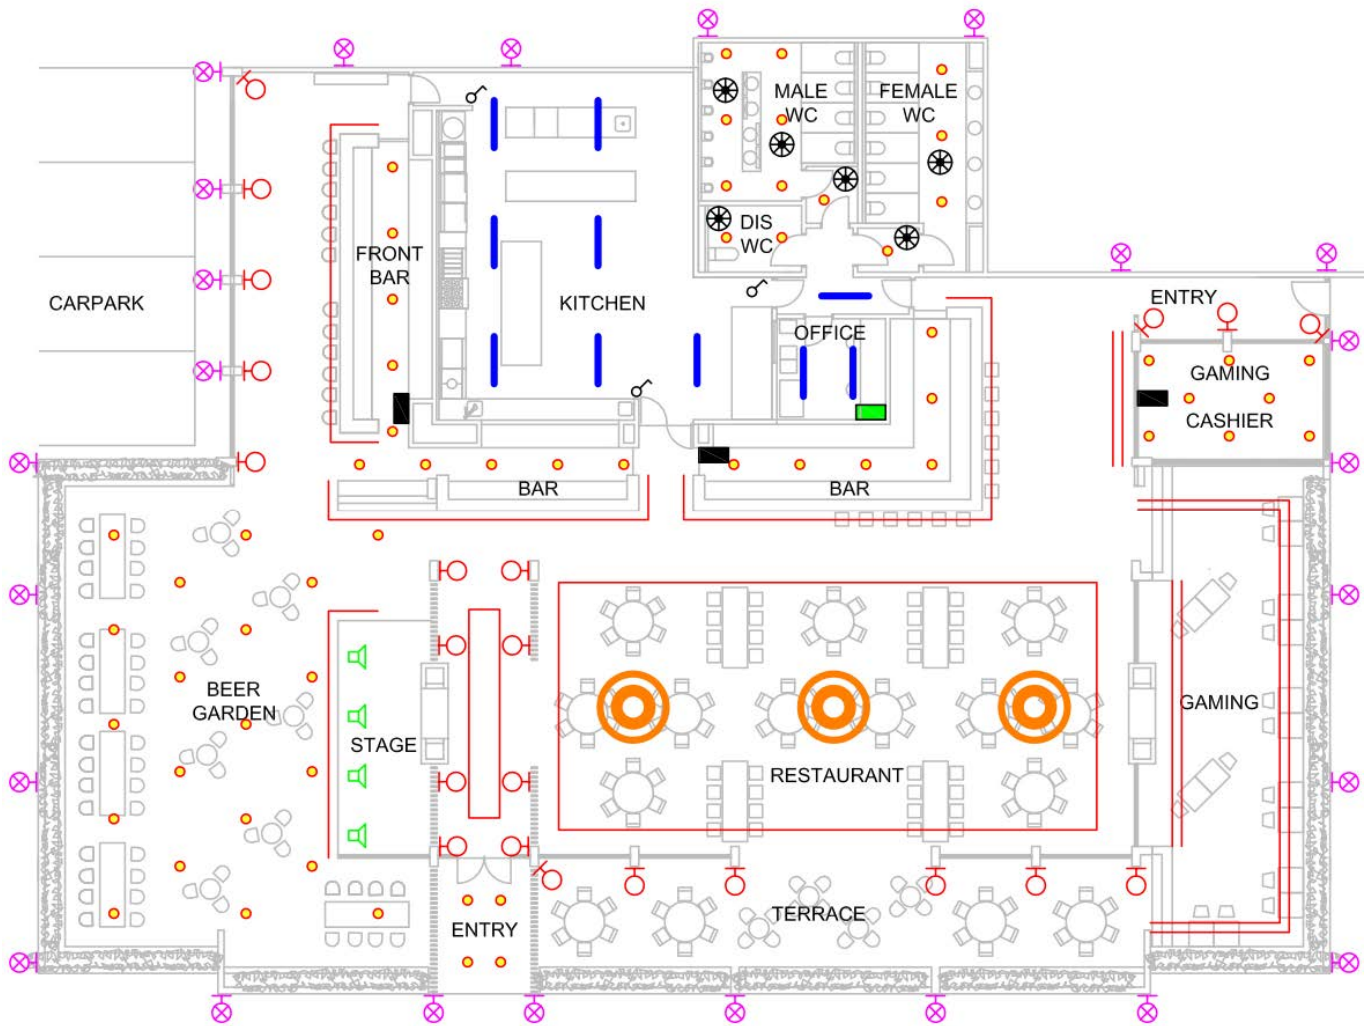 MALE
WC
FEMALE
WC
DIS
WC
FRONT
BAR
CARPARK
KITCHEN
ENTRY
OFFICE
GAMING
CASHIER
BAR
BAR
BEER
GARDEN
STAGE
GAMING
RESTAURANT
TERRACE
ENTRY